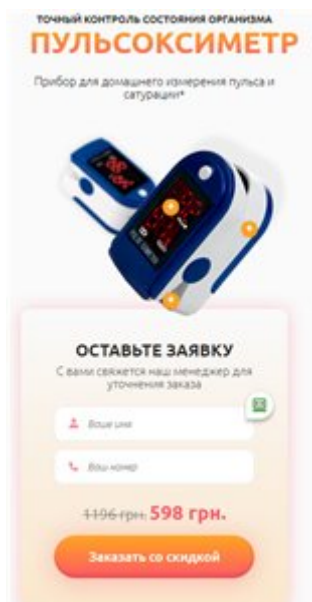 ТОЧНЫЙ КОНТРОЛЬ СОСТОЯНИЯ ОРГАНИЗМА
ПУЛЬСОКСИМЕТР
Прибор для домашнего измерения пульса и
сатурации*
ОСТАВЬТЕ ЗАЯВКУ
С вами свяжется наш менеджер для
уточнения заказа
Ваше имя
Ваш номер
1196 грн. 598 грн.
Заказать со скидкой